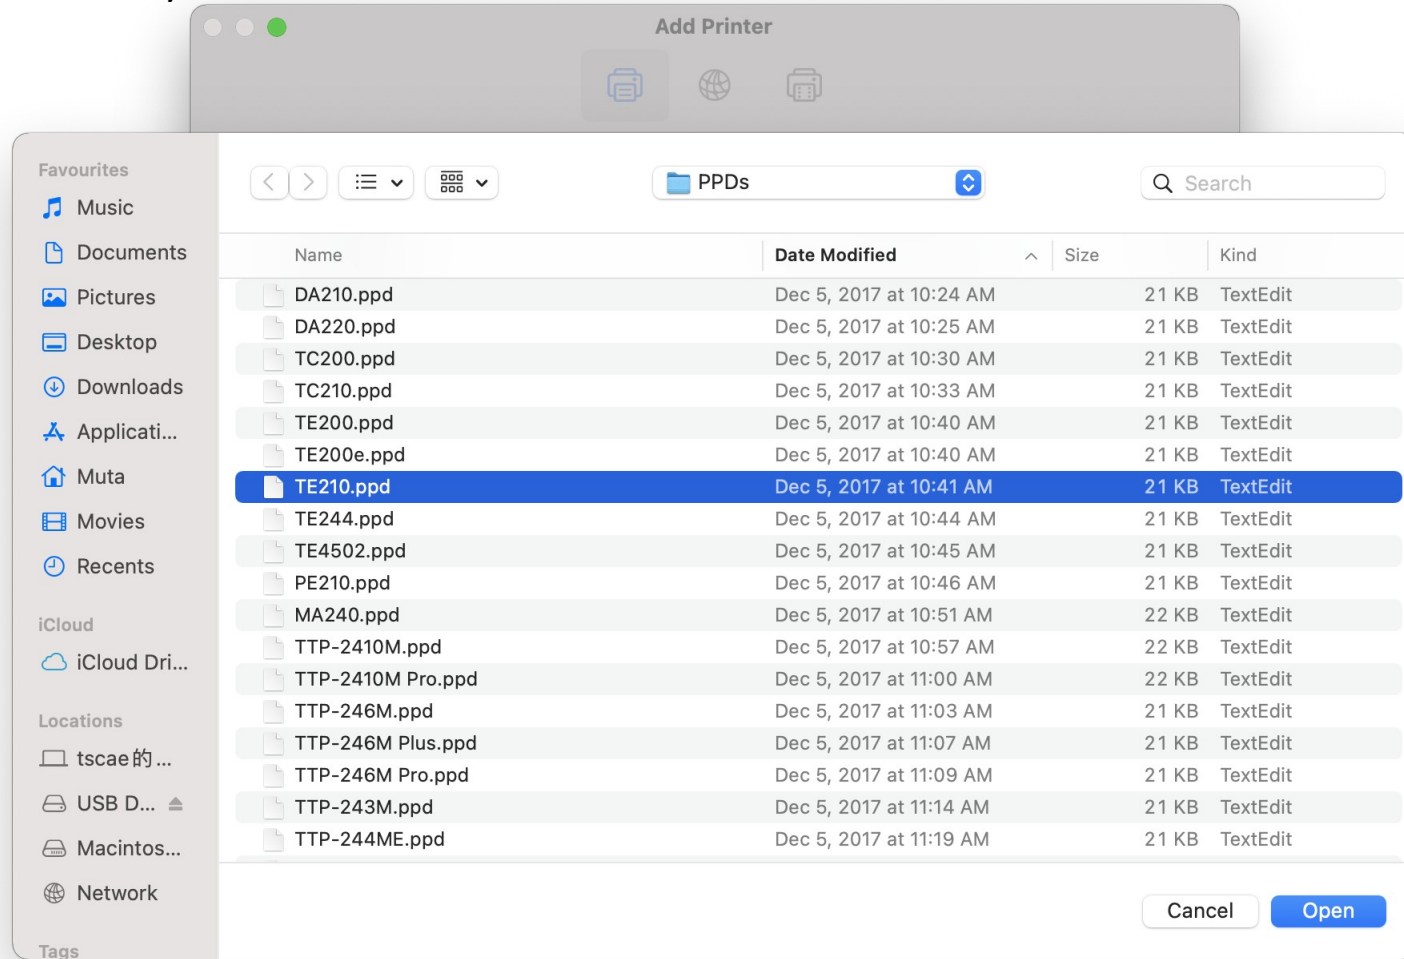 Add Printer
Favourites
Music
Documents
Pictures
Desktop
Downloads
Applicati...
Muta
Movies
Recents
iCloud
iCloud Dri...
Locations
tscae的...
USB D...
Macintos...
Network
Tags
PPDs
Search
Name Date Modified Size Kind
DA210.ppd Dec 5, 2017 at 10:24 AM 21 KB TextEdit
DA220.ppd Dec 5, 2017 at 10:25 AM 21 KB TextEdit
TC200.ppd Dec 5, 2017 at 10:30 AM 21 KB TextEdit
TC210.ppd Dec 5, 2017 at 10:33 AM 21 KB TextEdit
TE200.ppd Dec 5, 2017 at 10:40 AM 21 KB TextEdit
TE200e.ppd Dec 5, 2017 at 10:40 AM 21 KB TextEdit
TE210.ppd Dec 5, 2017 at 10:41 AM 21 KB TextEdit
TE244.ppd Dec 5, 2017 at 10:44 AM 21 KB TextEdit
TE4502.ppd Dec 5, 2017 at 10:45 AM 21 KB TextEdit
PE210.ppd Dec 5, 2017 at 10:46 AM 21 KB TextEdit
MA240.ppd Dec 5, 2017 at 10:51 AM 22 KB TextEdit
TTP-2410M.ppd Dec 5, 2017 at 10:57 AM 22 KB TextEdit
TTP-2410M Pro.ppd Dec 5, 2017 at 11:00 AM 22 KB TextEdit
TTP-246M.ppd Dec 5, 2017 at 11:03 AM 21 KB TextEdit
TTP-246M Plus.ppd Dec 5, 2017 at 11:07 AM 21 KB TextEdit
TTP-246M Pro.ppd Dec 5, 2017 at 11:09 AM 21 KB TextEdit
TTP-243M.ppd Dec 5, 2017 at 11:14 AM 21 KB TextEdit
TTP-244ME.ppd Dec 5, 2017 at 11:19 AM 21 KB TextEdit
Cancel Open